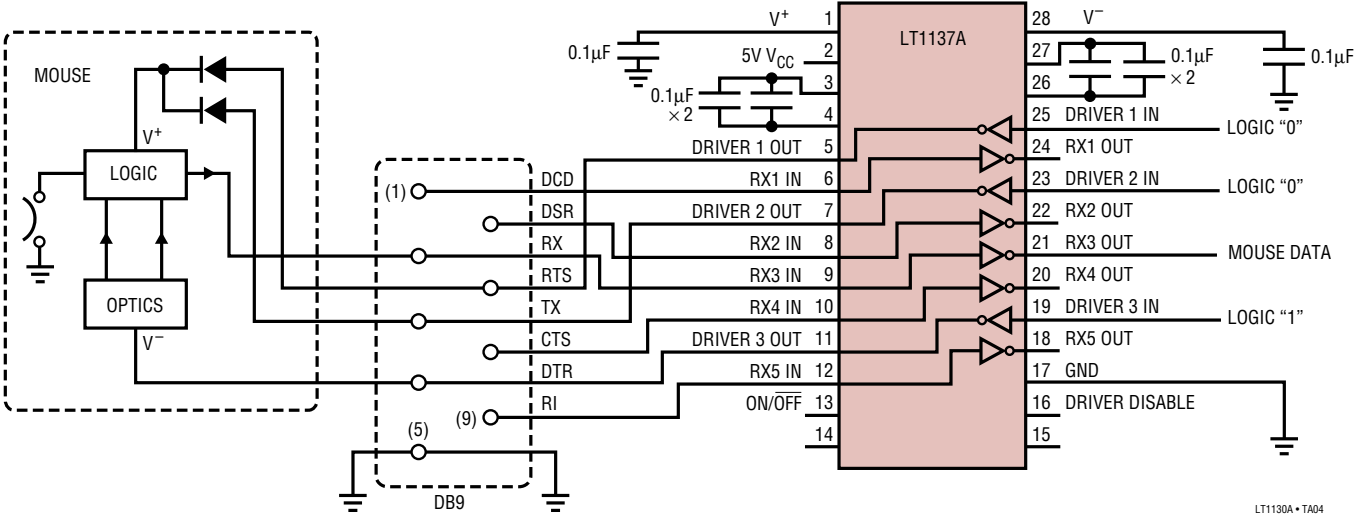 MOUSE
V+
LOGIC
OPTICS
V–
(1)
(5)
(9)
DB9
DCD
DSR
RX
RTS
TX
CTS
DTR
RI
LT1137A
V+ 1
0.1µF
5V VCC 2
3
0.1µF × 2
4
DRIVER 1 OUT 5
RX1 IN 6
DRIVER 2 OUT 7
RX2 IN 8
RX3 IN 9
RX4 IN 10
DRIVER 3 OUT 11
RX5 IN 12
ON/OFF 13
14
28 V–
0.1µF
27
0.1µF × 2
26
25 DRIVER 1 IN LOGIC “0”
24 RX1 OUT
23 DRIVER 2 IN LOGIC “0”
22 RX2 OUT
21 RX3 OUT MOUSE DATA
20 RX4 OUT
19 DRIVER 3 IN LOGIC “1”
18 RX5 OUT
17 GND
16 DRIVER DISABLE
15
LT1130A • TA04